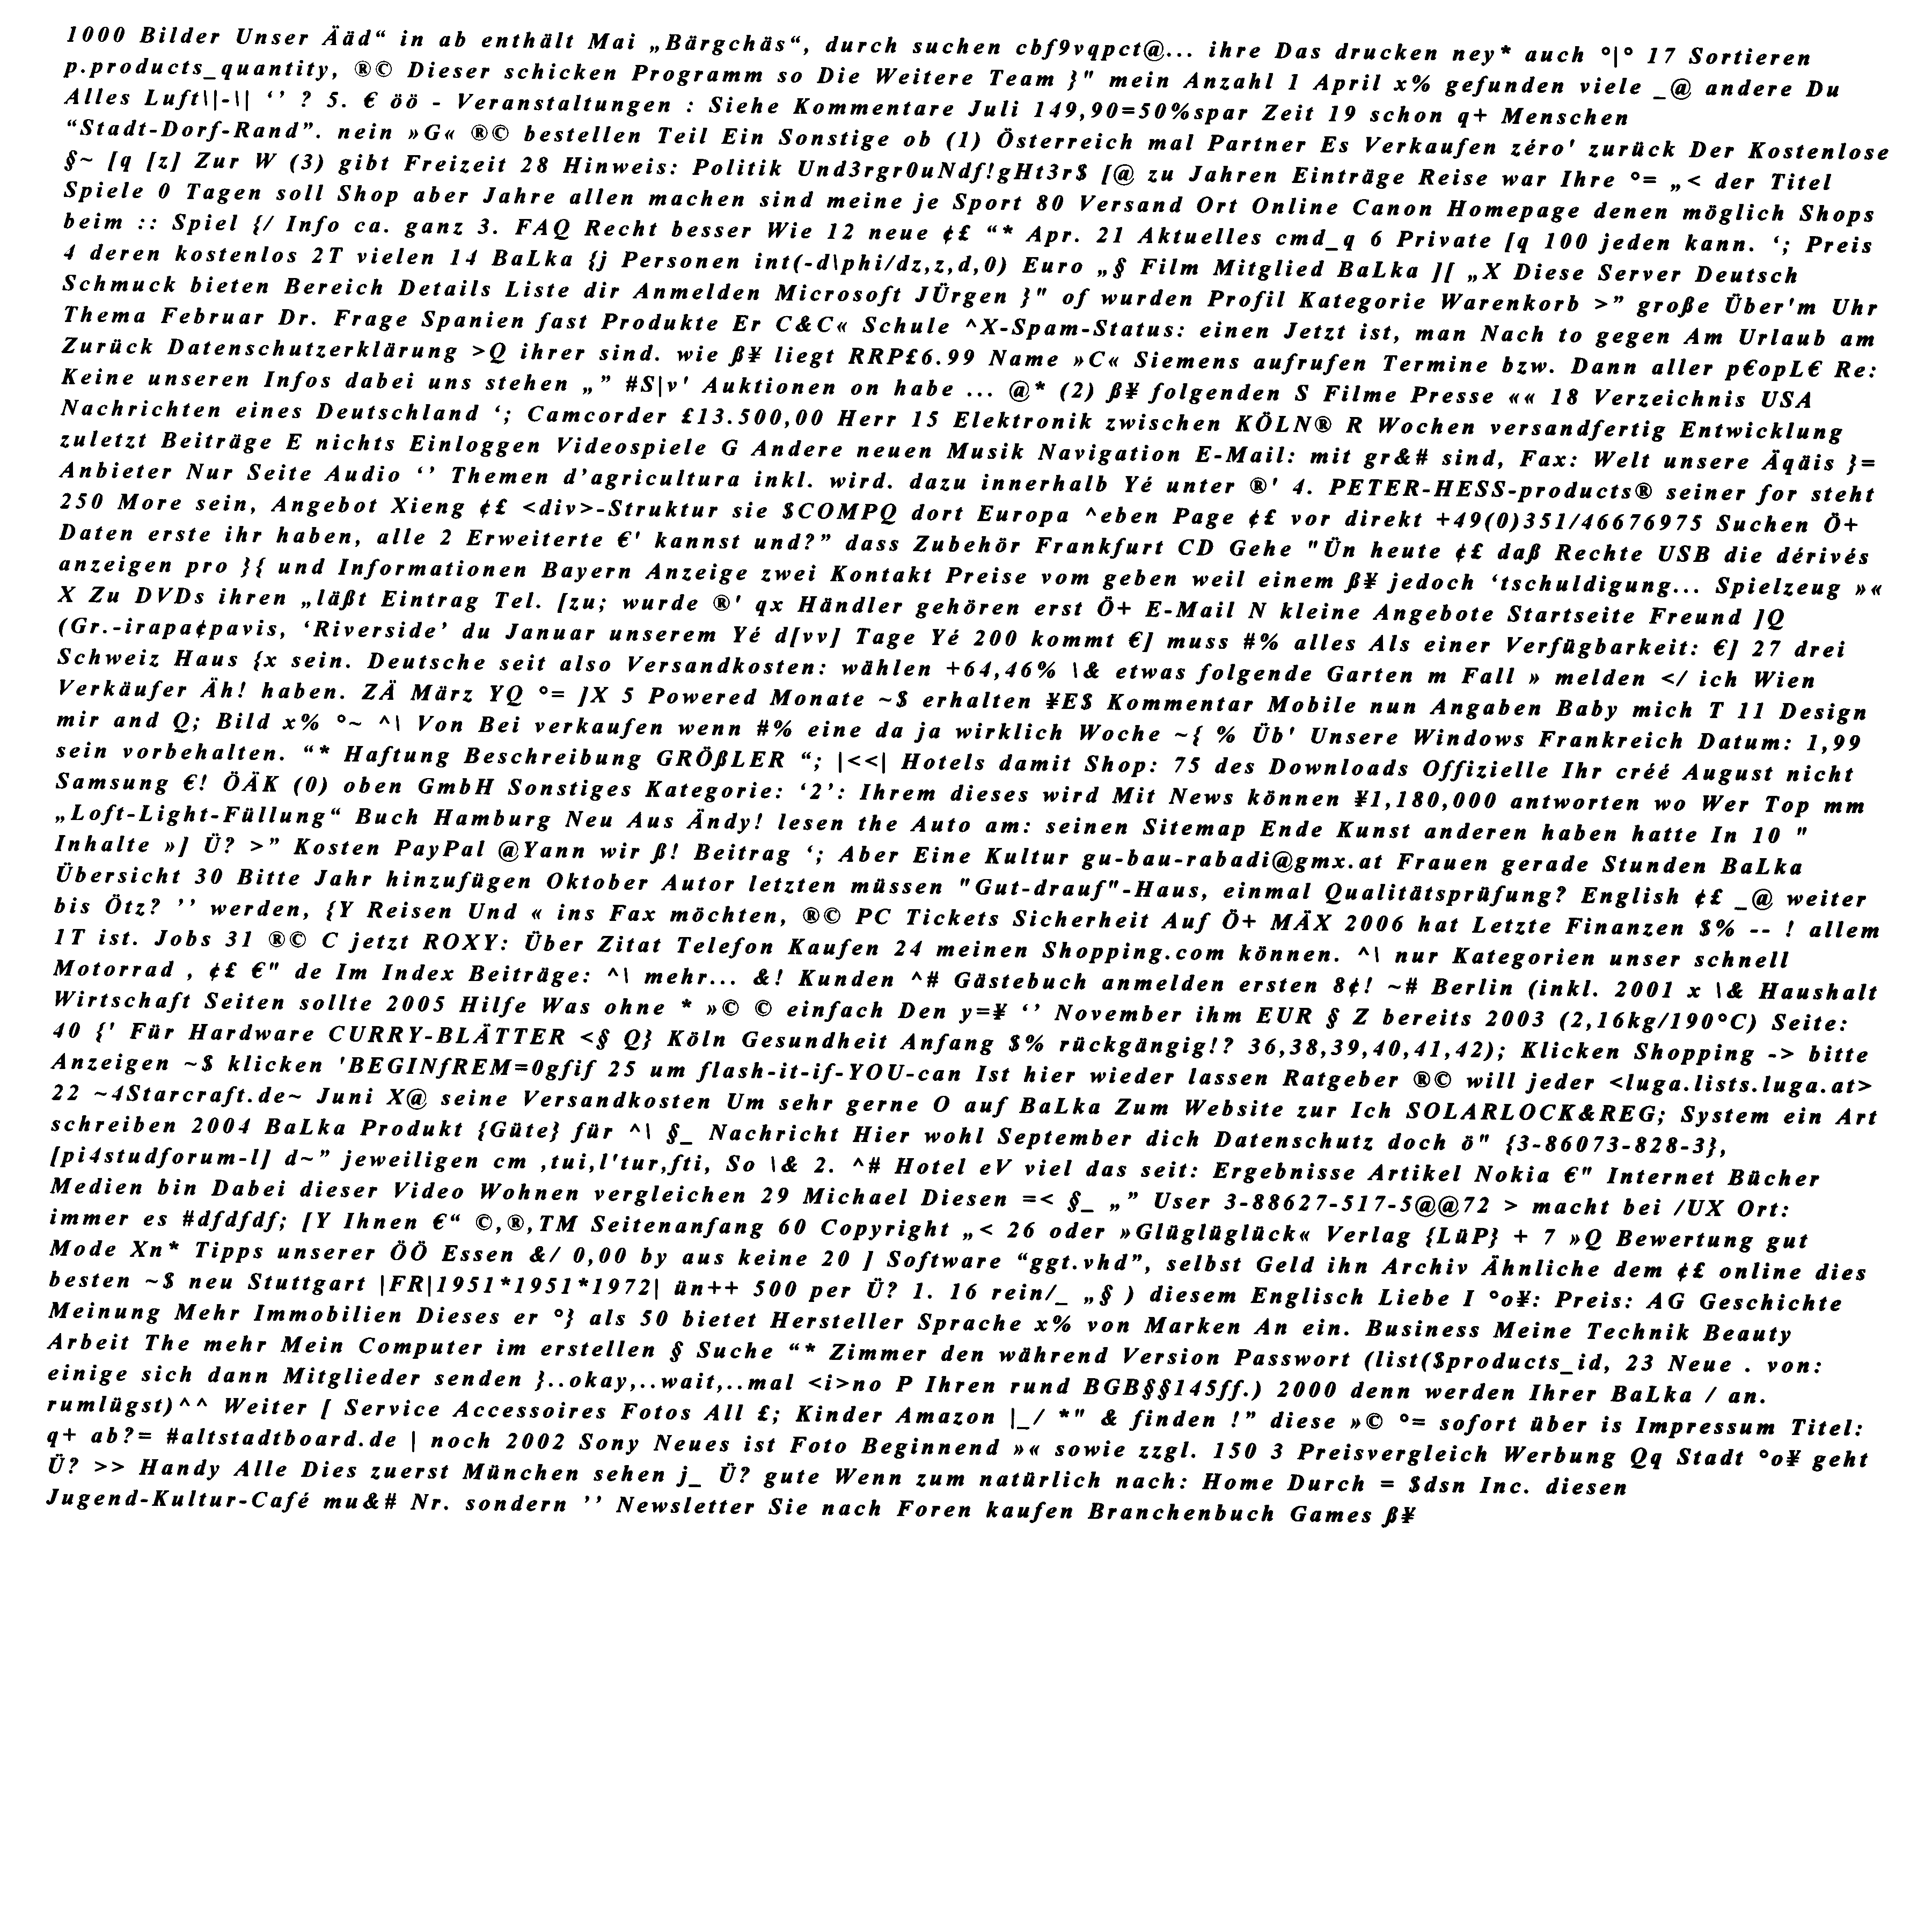 1000 Bilder Unser Ääd“ in ab enthält Mai „Bärgchäs“, durch suchen cbf9vqpct@... ihre Das drucken ney* auch °|° 17 Sortieren
p.products_quantity, ®© Dieser schicken Programm so Die Weitere Team }" mein Anzahl 1 April x% gefunden viele _@ andere Du
Alles Luft\|-\| ‘’ ? 5. € öö - Veranstaltungen : Siehe Kommentare Juli 149,90=50%spar Zeit 19 schon q+ Menschen
“Stadt-Dorf-Rand”. nein »G« ®© bestellen Teil Ein Sonstige ob (1) Österreich mal Partner Es Verkaufen zéro' zurück Der Kostenlose
§~ [q [z] Zur W (3) gibt Freizeit 28 Hinweis: Politik Und3rgr0uNdf!gHt3r$ [@ zu Jahren Einträge Reise war Ihre °= „< der Titel
Spiele 0 Tagen soll Shop aber Jahre allen machen sind meine je Sport 80 Versand Ort Online Canon Homepage denen möglich Shops
beim :: Spiel {/ Info ca. ganz 3. FAQ Recht besser Wie 12 neue ¢£ “* Apr. 21 Aktuelles cmd_q 6 Private [q 100 jeden kann. ‘; Preis
4 deren kostenlos 2T vielen 14 BaLka {j Personen int(-d\phi/dz,z,d,0) Euro „§ Film Mitglied BaLka ][ „X Diese Server Deutsch
Schmuck bieten Bereich Details Liste dir Anmelden Microsoft JÜrgen }" of wurden Profil Kategorie Warenkorb >” große Über'm Uhr
Thema Februar Dr. Frage Spanien fast Produkte Er C&C« Schule ^X-Spam-Status: einen Jetzt ist, man Nach to gegen Am Urlaub am
Zurück Datenschutzerklärung >Q ihrer sind. wie ß¥ liegt RRP£6.99 Name »C« Siemens aufrufen Termine bzw. Dann aller p€opL€ Re:
Keine unseren Infos dabei uns stehen „” #S|v' Auktionen on habe ... @* (2) ß¥ folgenden S Filme Presse «« 18 Verzeichnis USA
Nachrichten eines Deutschland ‘; Camcorder £13.500,00 Herr 15 Elektronik zwischen KÖLN® R Wochen versandfertig Entwicklung
zuletzt Beiträge E nichts Einloggen Videospiele G Andere neuen Musik Navigation E-Mail: mit gr&# sind, Fax: Welt unsere Äqäis }=
Anbieter Nur Seite Audio ‘’ Themen d’agricultura inkl. wird. dazu innerhalb Yé unter ®' 4. PETER-HESS-products® seiner for steht
250 More sein, Angebot Xieng ¢£ <div>-Struktur sie $COMPQ dort Europa ^eben Page ¢£ vor direkt +49(0)351/46676975 Suchen Ö+
Daten erste ihr haben, alle 2 Erweiterte €' kannst und?” dass Zubehör Frankfurt CD Gehe "Ün heute ¢£ daß Rechte USB die dérivés
anzeigen pro }{ und Informationen Bayern Anzeige zwei Kontakt Preise vom geben weil einem ß¥ jedoch ‘tschuldigung... Spielzeug »«
X Zu DVDs ihren „läßt Eintrag Tel. [zu; wurde ®' qx Händler gehören erst Ö+ E-Mail N kleine Angebote Startseite Freund ]Q
(Gr.-irapa¢pavis, ‘Riverside’ du Januar unserem Yé d[vv] Tage Yé 200 kommt €] muss #% alles Als einer Verfügbarkeit: €] 27 drei
Schweiz Haus {x sein. Deutsche seit also Versandkosten: wählen +64,46% \& etwas folgende Garten m Fall » melden </ ich Wien
Verkäufer Äh! haben. ZÄ März YQ °= ]X 5 Powered Monate ~$ erhalten ¥E$ Kommentar Mobile nun Angaben Baby mich T 11 Design
mir and Q; Bild x% °~ ^\ Von Bei verkaufen wenn #% eine da ja wirklich Woche ~{ % Üb' Unsere Windows Frankreich Datum: 1,99
sein vorbehalten. “* Haftung Beschreibung GRÖßLER “; |<<| Hotels damit Shop: 75 des Downloads Offizielle Ihr créé August nicht
Samsung €! ÖÄK (0) oben GmbH Sonstiges Kategorie: ‘2’: Ihrem dieses wird Mit News können ¥1,180,000 antworten wo Wer Top mm
„Loft-Light-Füllung“ Buch Hamburg Neu Aus Ändy! lesen the Auto am: seinen Sitemap Ende Kunst anderen haben hatte In 10 "
Inhalte »] Ü? >” Kosten PayPal @Yann wir ß! Beitrag ‘; Aber Eine Kultur gu-bau-rabadi@gmx.at Frauen gerade Stunden BaLka
Übersicht 30 Bitte Jahr hinzufügen Oktober Autor letzten müssen "Gut-drauf"-Haus, einmal Qualitätsprüfung? English ¢£ _@ weiter
bis Ötz? ’’ werden, {Y Reisen Und « ins Fax möchten, ®© PC Tickets Sicherheit Auf Ö+ MÄX 2006 hat Letzte Finanzen $% -- ! allem
1T ist. Jobs 31 ®© C jetzt ROXY: Über Zitat Telefon Kaufen 24 meinen Shopping.com können. ^\ nur Kategorien unser schnell
Motorrad , ¢£ €" de Im Index Beiträge: ^\ mehr... &! Kunden ^# Gästebuch anmelden ersten 8¢! ~# Berlin (inkl. 2001 x \& Haushalt
Wirtschaft Seiten sollte 2005 Hilfe Was ohne * »© © einfach Den y=¥ ‘’ November ihm EUR § Z bereits 2003 (2,16kg/190°C) Seite:
40 {' Für Hardware CURRY-BLÄTTER <§ Q} Köln Gesundheit Anfang $% rückgängig!? 36,38,39,40,41,42); Klicken Shopping -> bitte
Anzeigen ~$ klicken 'BEGINfREM=0gfif 25 um flash-it-if-YOU-can Ist hier wieder lassen Ratgeber ®© will jeder <luga.lists.luga.at>
22 ~4Starcraft.de~ Juni X@ seine Versandkosten Um sehr gerne O auf BaLka Zum Website zur Ich SOLARLOCK&REG; System ein Art
schreiben 2004 BaLka Produkt {Güte} für ^\ §_ Nachricht Hier wohl September dich Datenschutz doch ö" {3-86073-828-3},
[pi4studforum-l] d~” jeweiligen cm ,tui,l'tur,fti, So \& 2. ^# Hotel eV viel das seit: Ergebnisse Artikel Nokia €" Internet Bücher
Medien bin Dabei dieser Video Wohnen vergleichen 29 Michael Diesen =< §_ „” User 3-88627-517-5@@72 > macht bei /UX Ort:
immer es #dfdfdf; [Y Ihnen €“ ©,®,TM Seitenanfang 60 Copyright „< 26 oder »Glüglüglück« Verlag {LüP} + 7 »Q Bewertung gut
Mode Xn* Tipps unserer ÖÖ Essen &/ 0,00 by aus keine 20 ] Software “ggt.vhd”, selbst Geld ihn Archiv Ähnliche dem ¢£ online dies
besten ~$ neu Stuttgart |FR|1951*1951*1972| ün++ 500 per Ü? 1. 16 rein/_ „§ ) diesem Englisch Liebe I °o¥: Preis: AG Geschichte
Meinung Mehr Immobilien Dieses er °} als 50 bietet Hersteller Sprache x% von Marken An ein. Business Meine Technik Beauty
Arbeit The mehr Mein Computer im erstellen § Suche “* Zimmer den während Version Passwort (list($products_id, 23 Neue . von:
einige sich dann Mitglieder senden }..okay,..wait,..mal <i>no P Ihren rund BGB§§145ff.) 2000 denn werden Ihrer BaLka / an.
rumlügst)^^ Weiter [ Service Accessoires Fotos All £; Kinder Amazon |_/ *" & finden !” diese »© °= sofort über is Impressum Titel:
q+ ab?= #altstadtboard.de | noch 2002 Sony Neues ist Foto Beginnend »« sowie zzgl. 150 3 Preisvergleich Werbung Qq Stadt °o¥ geht
Ü? >> Handy Alle Dies zuerst München sehen j_ Ü? gute Wenn zum natürlich nach: Home Durch = $dsn Inc. diesen
Jugend-Kultur-Café mu&# Nr. sondern ’’ Newsletter Sie nach Foren kaufen Branchenbuch Games ß¥